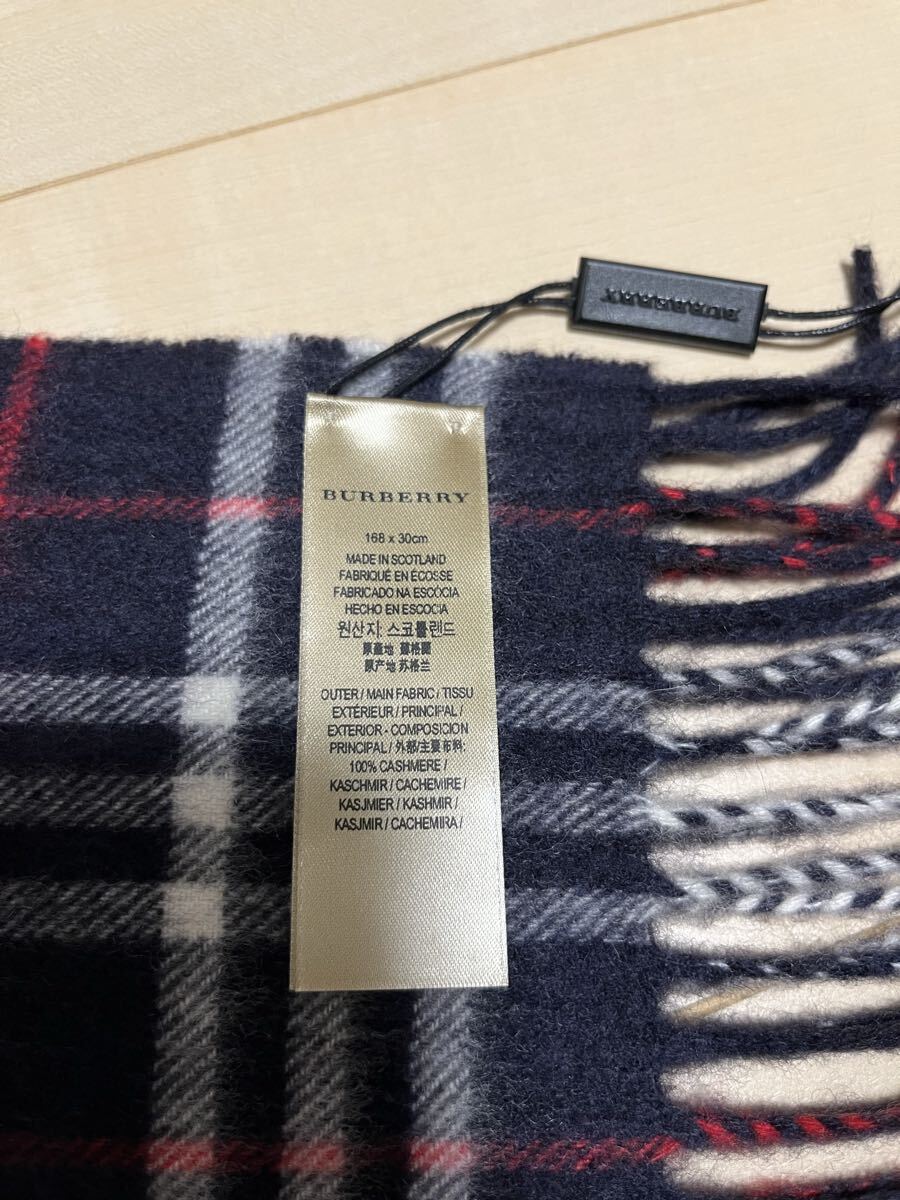 BURBERRY
BURBERRY
168 x 30cm
MADE IN SCOTLAND
FABRIQUÉ EN ÉCOSSE
FABRICADO NA ESCÓCIA
HECHO EN ESCOCIA
원산지: 스코틀랜드
原產地 蘇格蘭
原产地 苏格兰
OUTER / MAIN FABRIC / TISSU
EXTÉRIEUR / PRINCIPAL /
EXTERIOR - COMPOSICION
PRINCIPAL / 外部/主要布料:
100% CASHMERE /
KASCHMIR / CACHEMIRE /
KASJMIER / KASHMIR /
KASJMIR / CACHEMIRA /